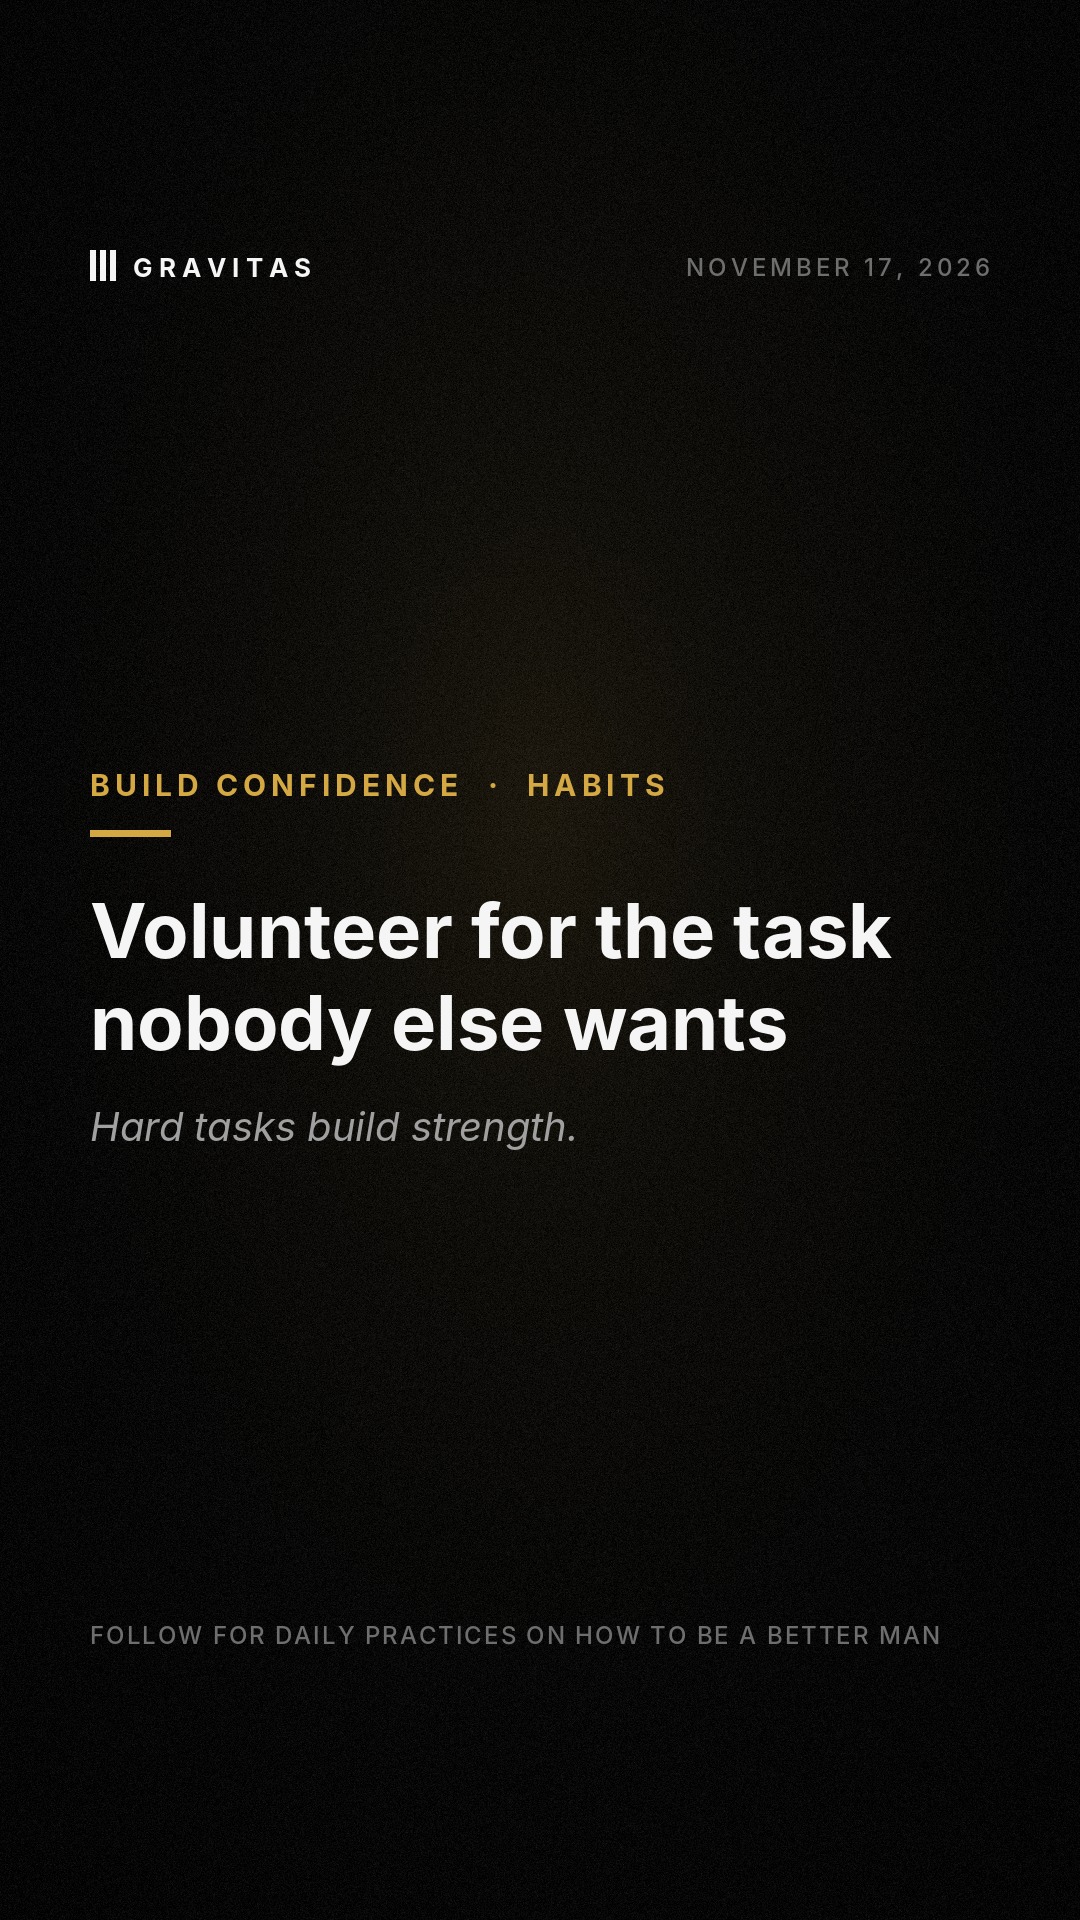 GRAVITAS
NOVEMBER 17, 2026
BUILD CONFIDENCE · HABITS
Volunteer for the task
nobody else wants
Hard tasks build strength.
FOLLOW FOR DAILY PRACTICES ON HOW TO BE A BETTER MAN